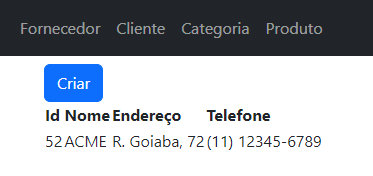 Fornecedor Cliente Categoria Produto
Criar
Id Nome Endereço Telefone
52 ACME R. Goiaba, 72 (11) 12345-6789